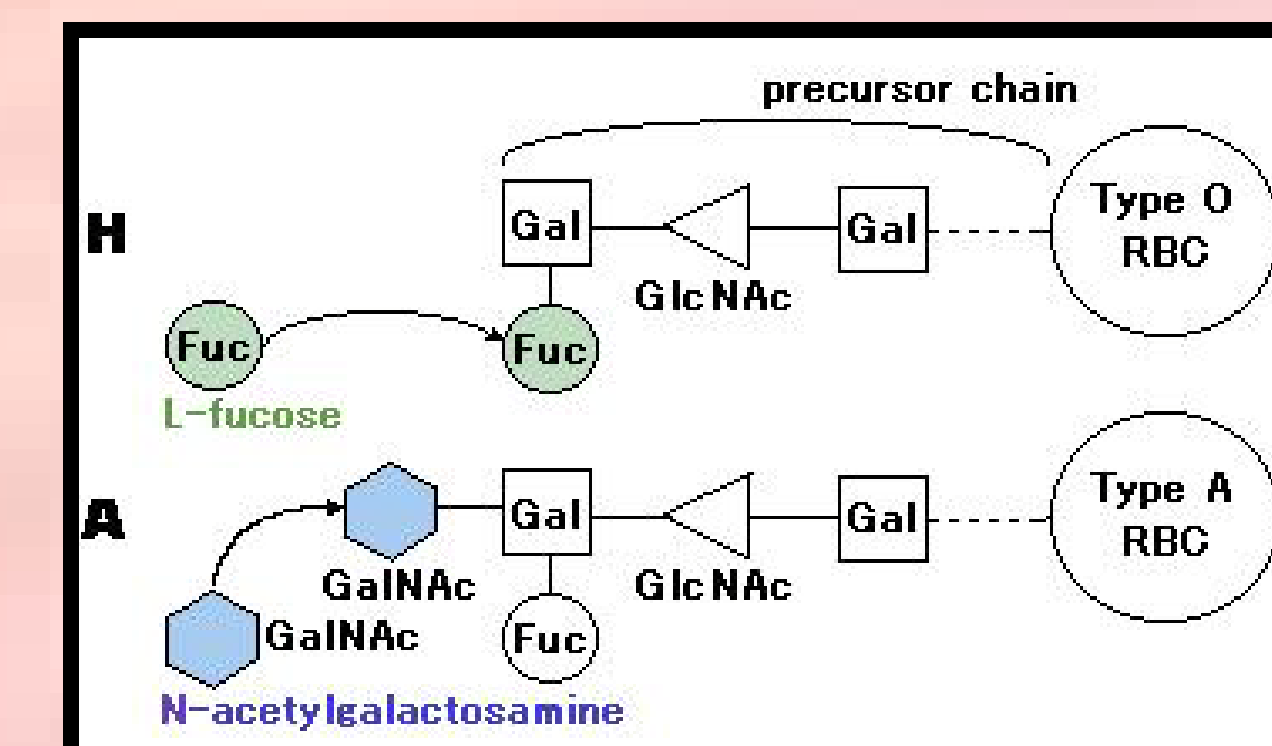 precursor chain
H
Gal
Gal
Type O
RBC
GlcNAc
Fuc
Fuc
L-fucose
A
Gal
Gal
Type A
RBC
GalNAc
GlcNAc
GalNAc
Fuc
N-acetylgalactosamine